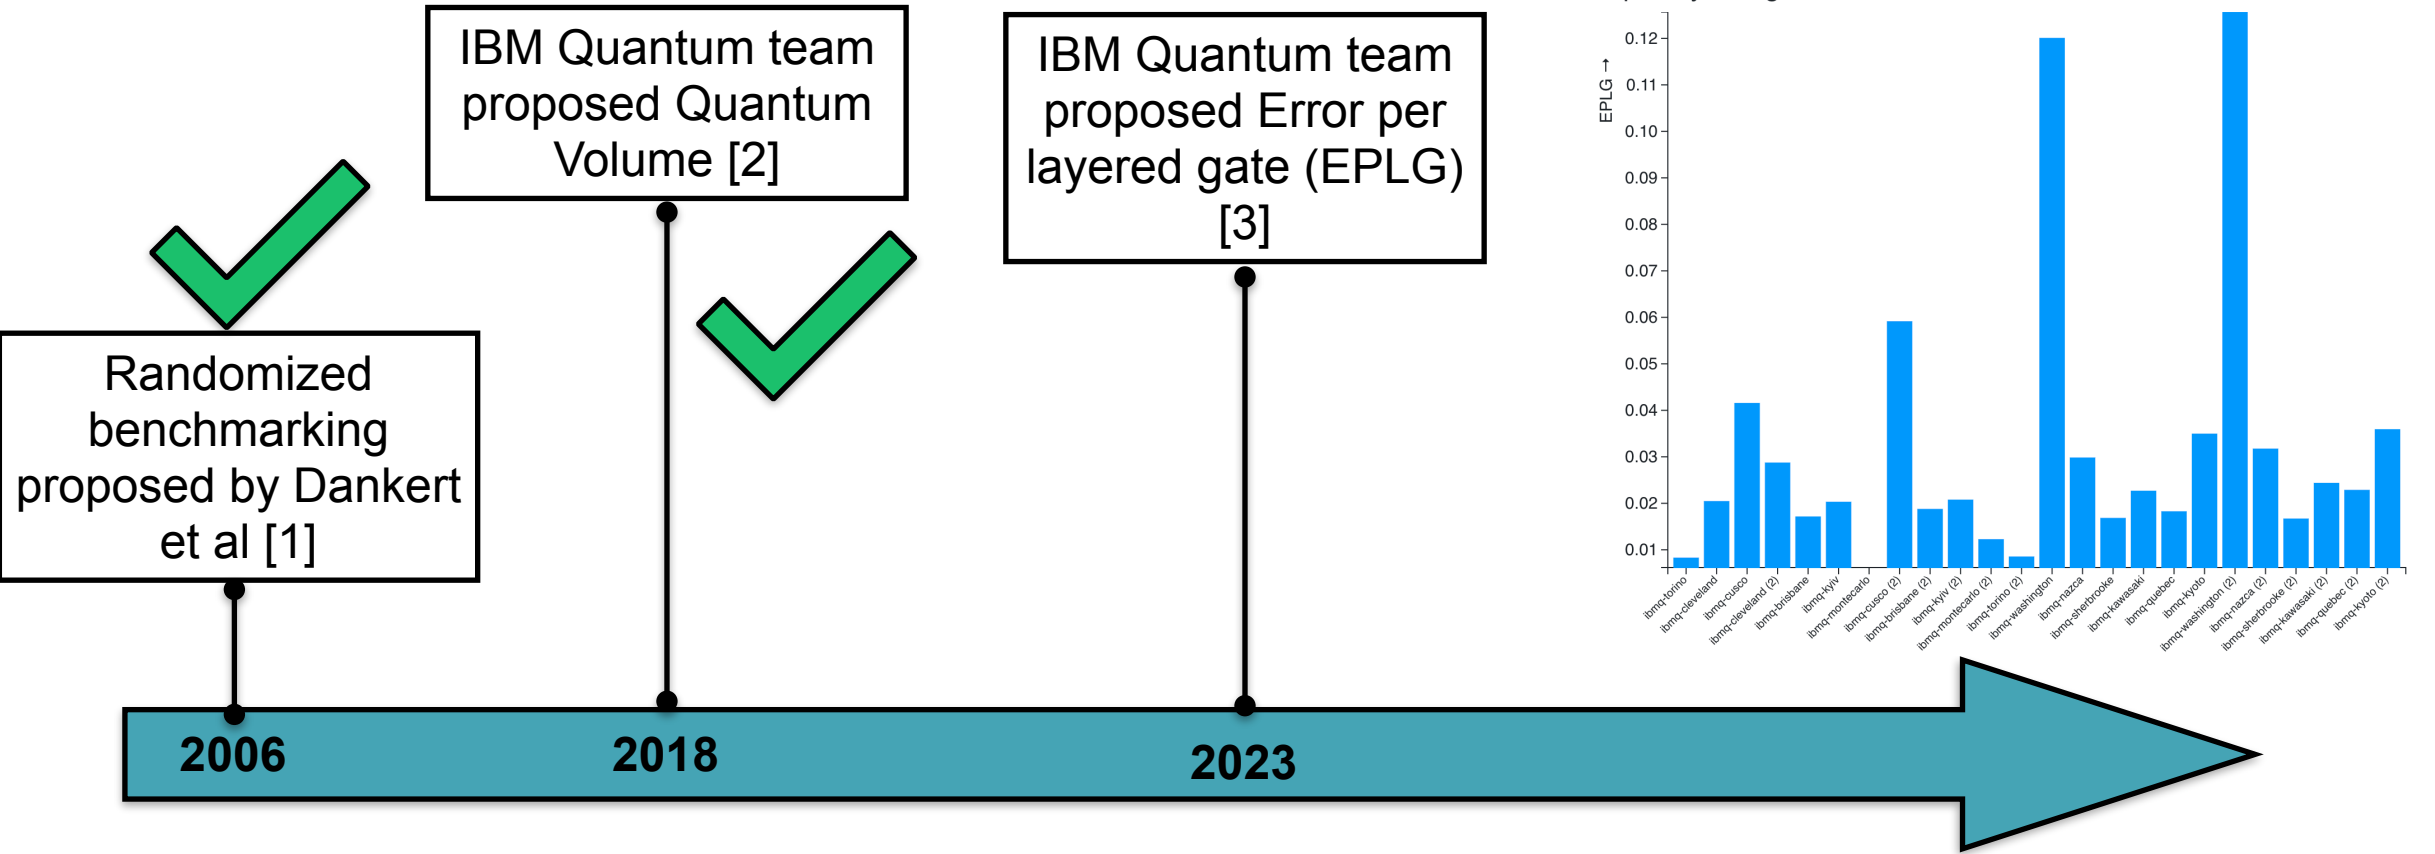 IBM Quantum team
proposed Quantum
Volume [2]
IBM Quantum team
proposed Error per
layered gate (EPLG)
[3]
Randomized
benchmarking
proposed by Dankert
et al [1]
2006
2018
2023
EPLG →
0.12
0.11
0.10
0.09
0.08
0.07
0.06
0.05
0.04
0.03
0.02
0.01
ibmq-torino
ibmq-cleveland
ibmq-cusco
ibmq-cleveland (2)
ibmq-brisbane
ibmq-kyiv
ibmq-montecarlo
ibmq-cusco (2)
ibmq-brisbane (2)
ibmq-kyiv (2)
ibmq-montecarlo (2)
ibmq-torino (2)
ibmq-washington
ibmq-nazca
ibmq-sherbrooke
ibmq-kawasaki
ibmq-quebec
ibmq-kyoto
ibmq-washington (2)
ibmq-nazca (2)
ibmq-sherbrooke (2)
ibmq-kawasaki (2)
ibmq-quebec (2)
ibmq-kyoto (2)